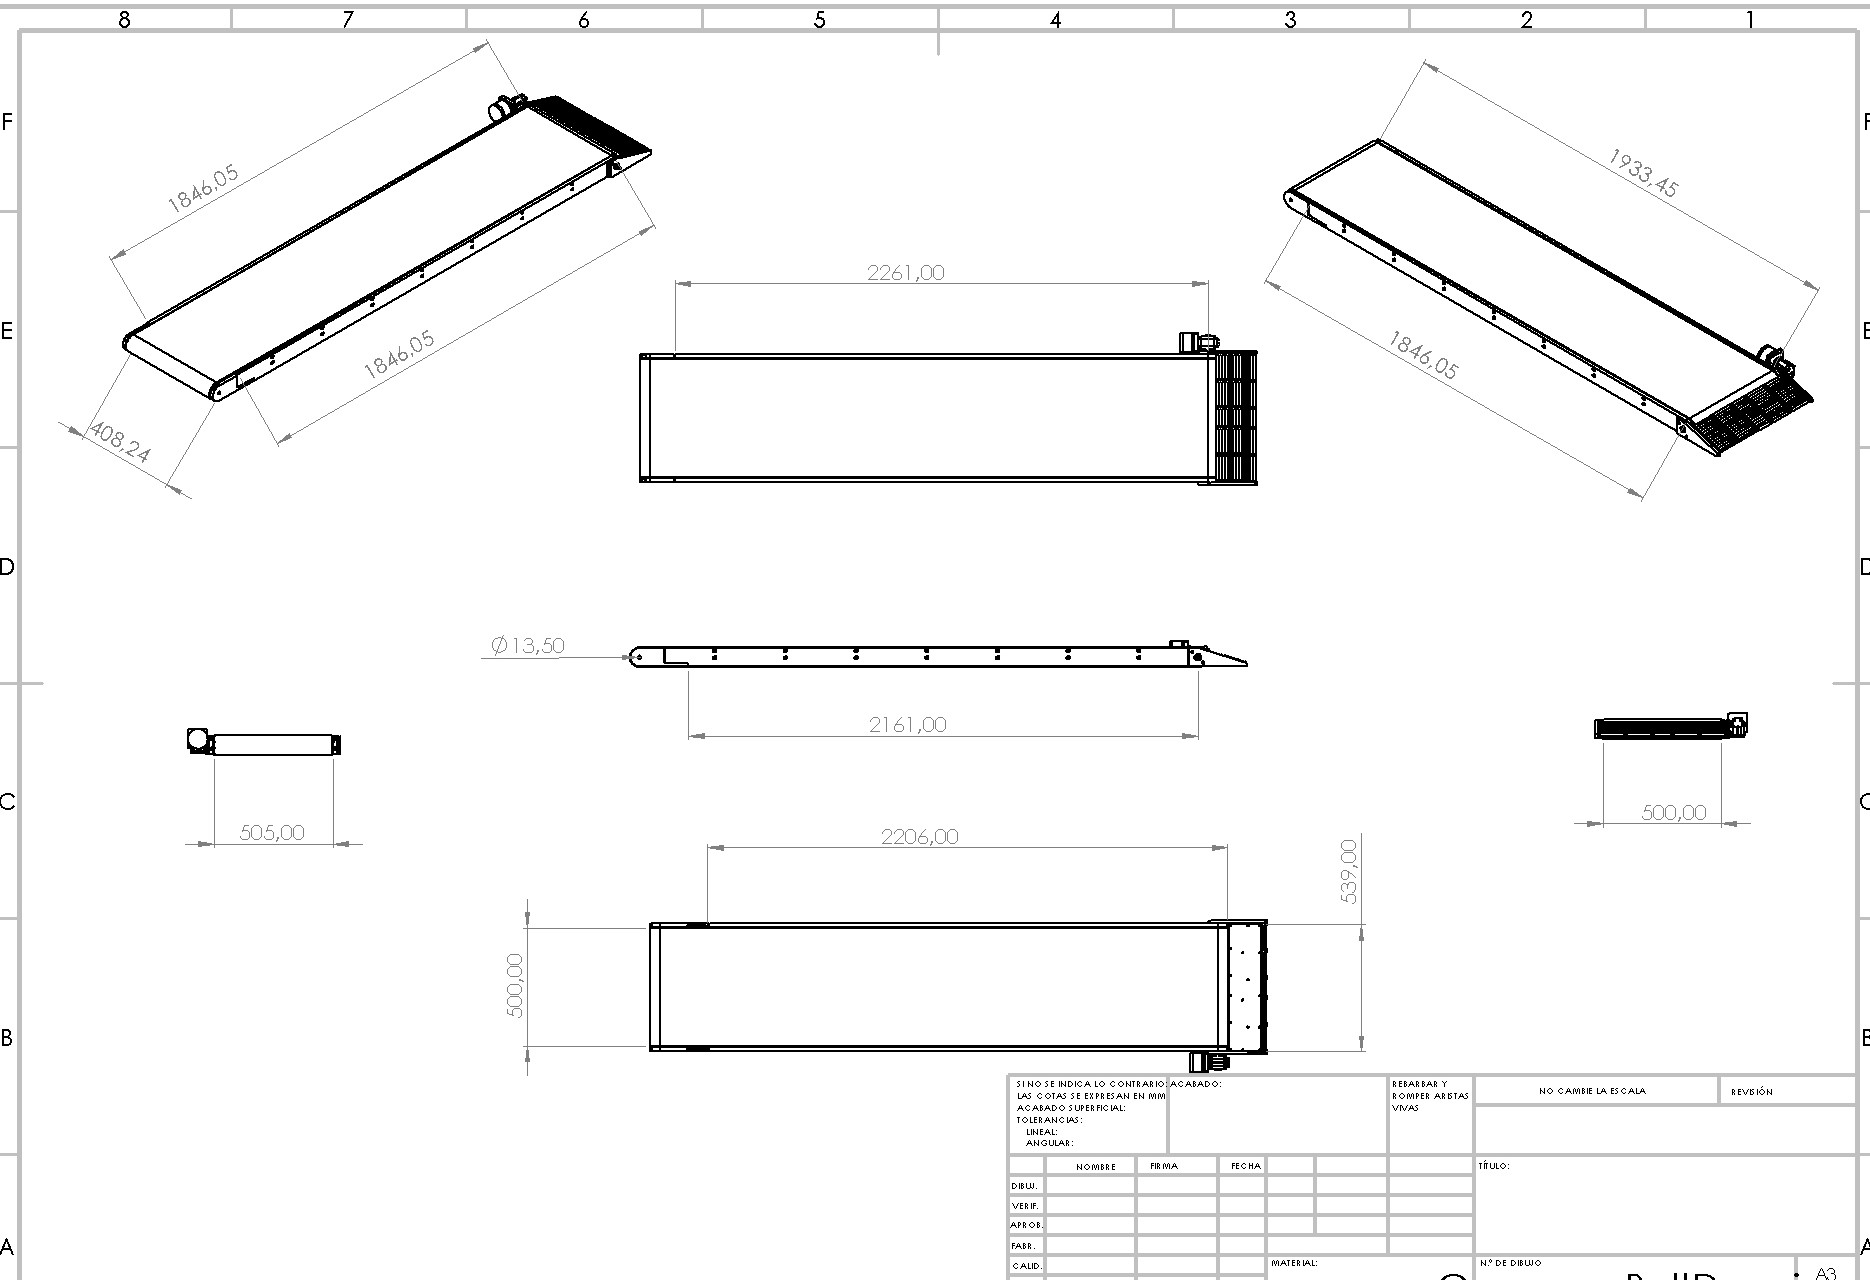 8 7 6 5 4 3 2 1
F
F
1846,05
1933,45
2261,00
E
E
1846,05
1846,05
408,24
D
D
Ø13,50
2161,00
C
C
505,00
500,00
2206,00
539,00
500,00
B
B
SI NO SE INDICA LO CONTRARIO:
LAS COTAS SE EXPRESAN EN MM
ACABADO SUPERFICIAL:
TOLERANCIAS:
LINEAL:
ANGULAR:
ACABADO:
REBARBAR Y
ROMPER ARISTAS
VIVAS
NO CAMBIE LA ESCALA
REVISIÓN
NOMBRE FIRMA FECHA
TÍTULO:
DIBUJ.
VERIF.
APROB.
FABR.
A
A
CALID.
MATERIAL:
N.º DE DIBUJO
A3